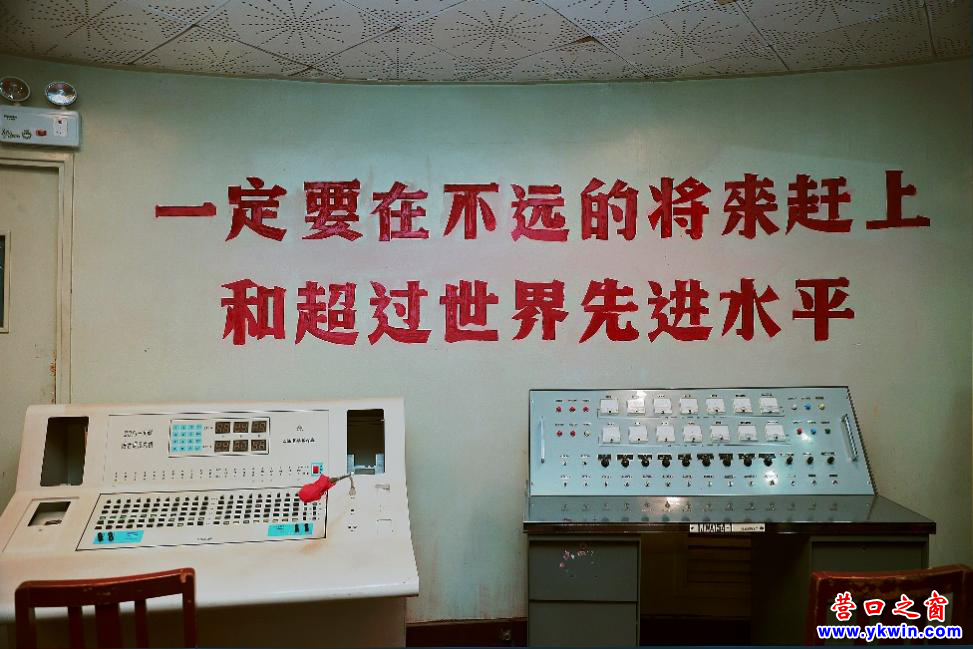 一定要在不远的将來赶上
和超过世界先进水平
营口之窗
www.ykwin.com